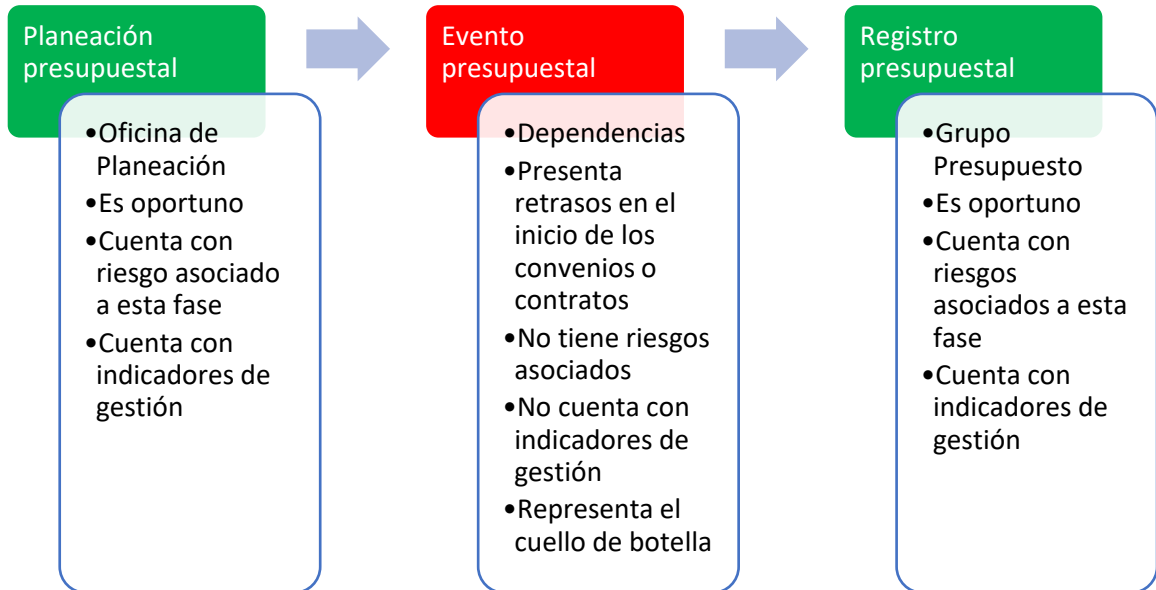 Planeación
presupuestal
•Oficina de
Planeación
•Es oportuno
•Cuenta con
riesgo asociado
a esta fase
•Cuenta con
indicadores de
gestión
Evento
presupuestal
•Dependencias
•Presenta
retrasos en el
inicio de los
convenios o
contratos
•No tiene riesgos
asociados
•No cuenta con
indicadores de
gestión
•Representa el
cuello de botella
Registro
presupuestal
•Grupo
Presupuesto
•Es oportuno
•Cuenta con
riesgos
asociados a esta
fase
•Cuenta con
indicadores de
gestión